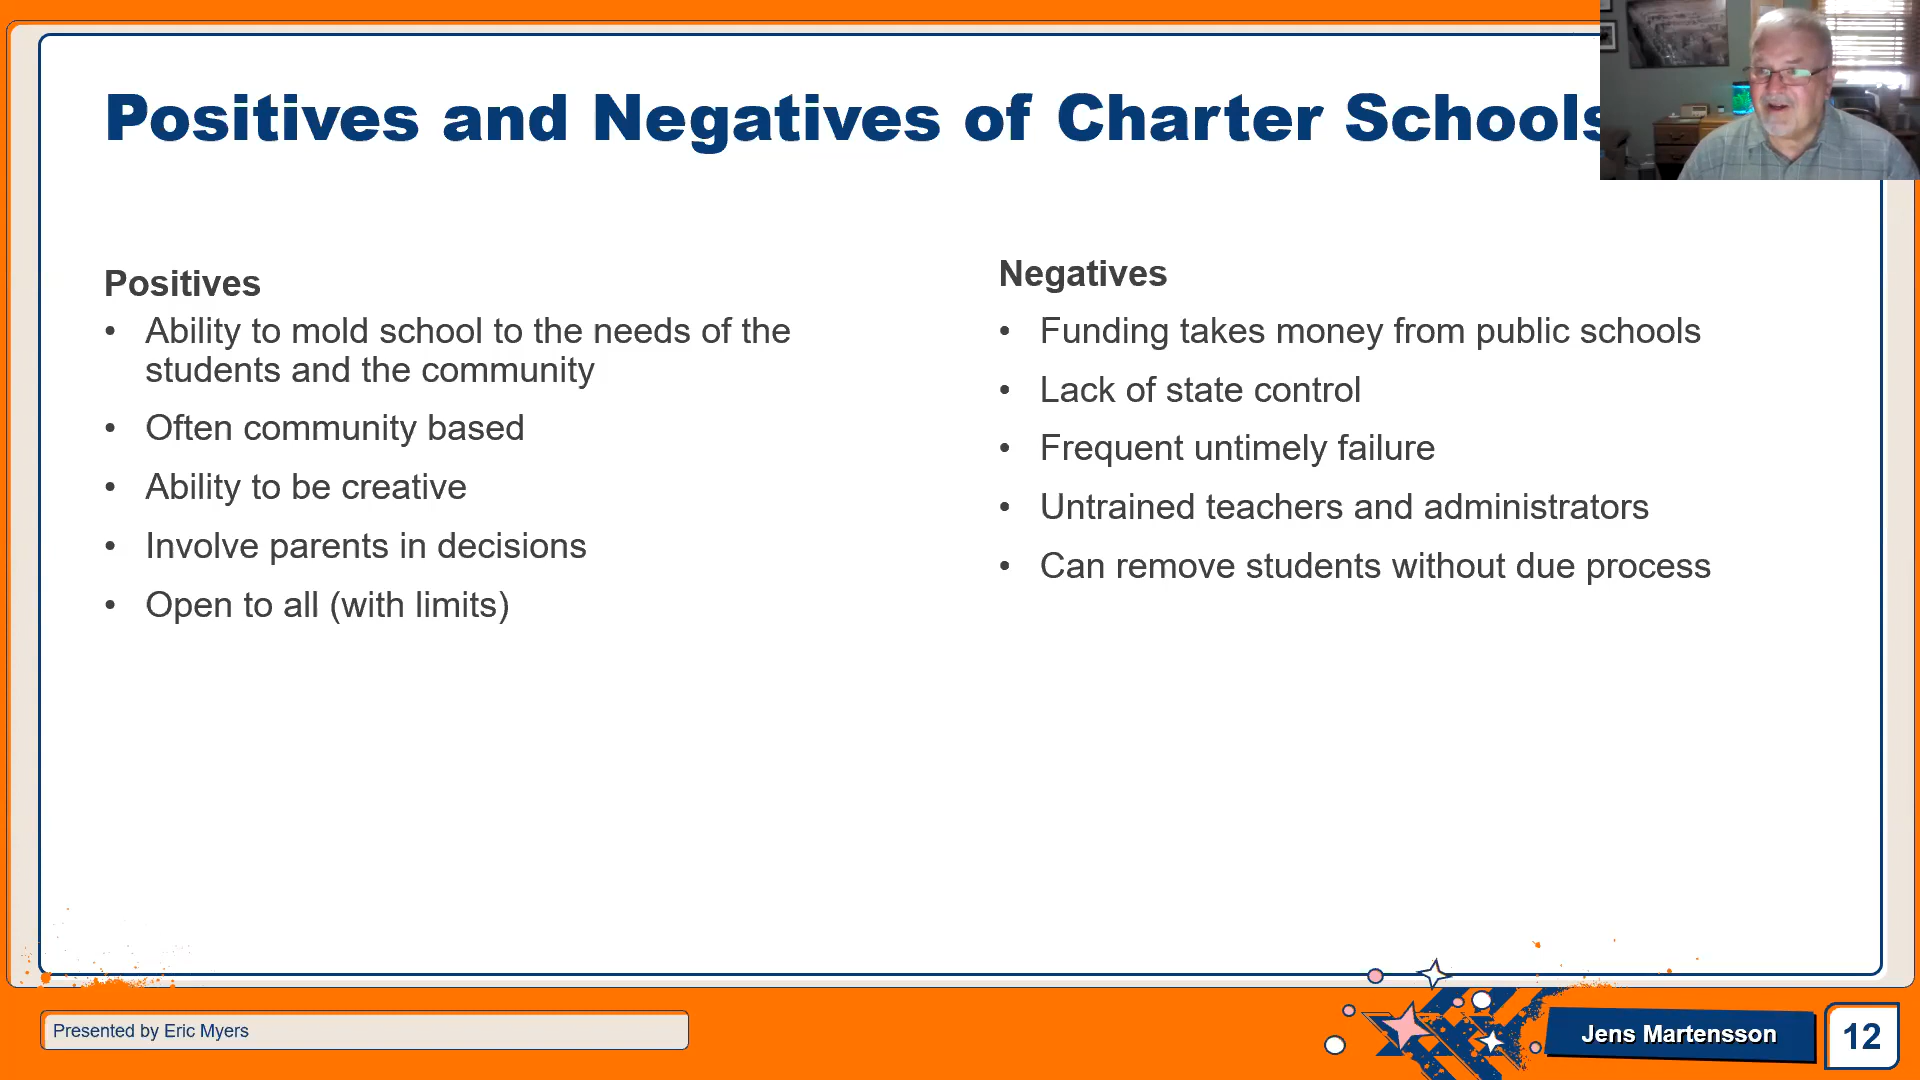 Positives and Negatives of Charter Schools
Positives
• Ability to mold school to the needs of the
students and the community
• Often community based
• Ability to be creative
• Involve parents in decisions
• Open to all (with limits)
Negatives
• Funding takes money from public schools
• Lack of state control
• Frequent untimely failure
• Untrained teachers and administrators
• Can remove students without due process
Presented by Eric Myers
Jens Martensson
12